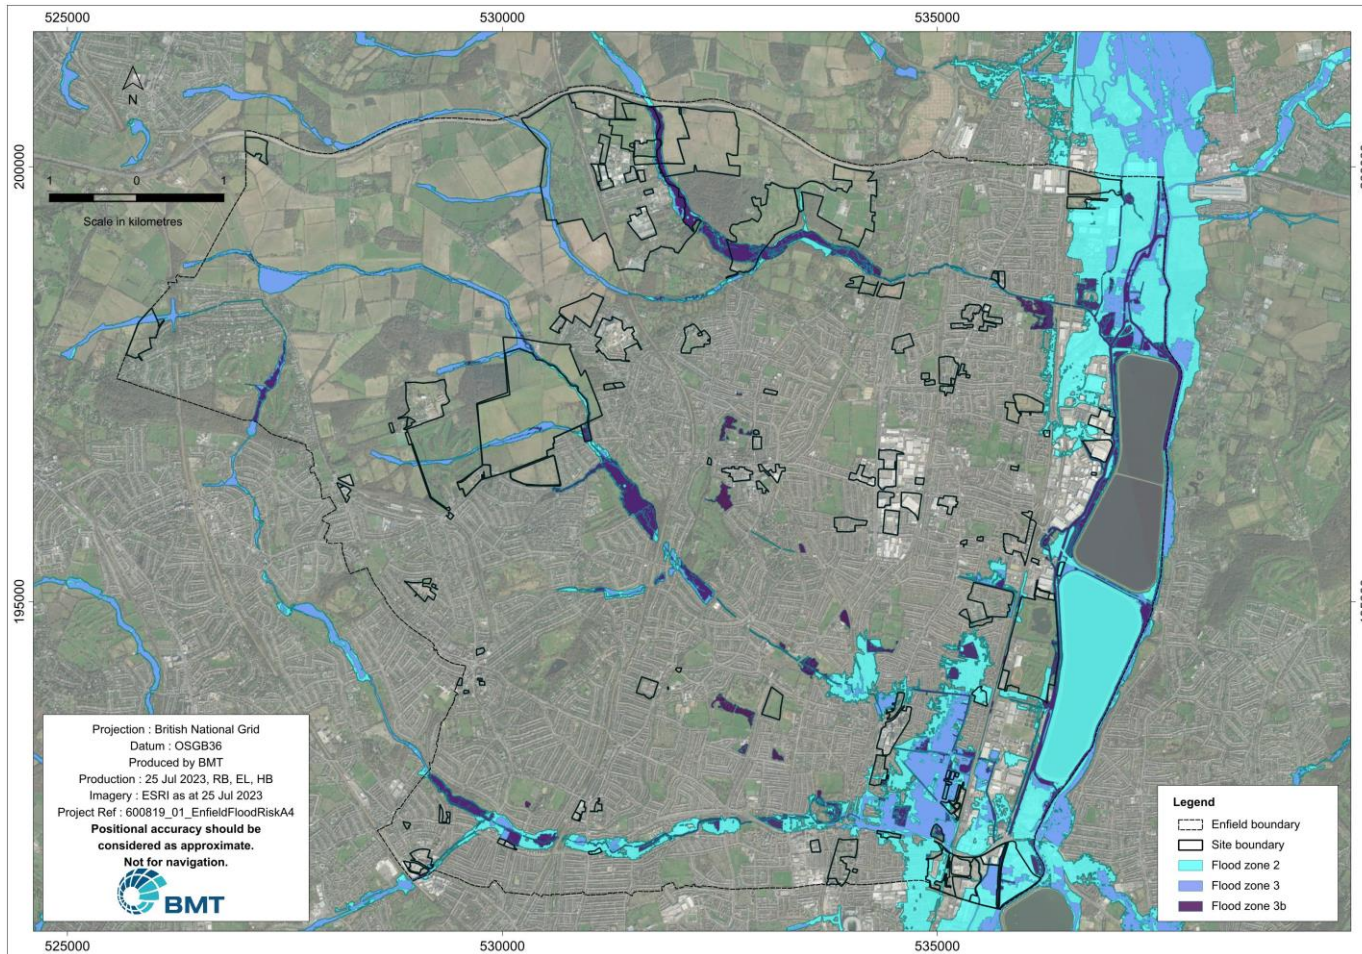 525000
530000
535000
N
200000
1
0
1
Scale in kilometres
195000
Projection : British National Grid
Datum : OSGB36
Produced by BMT
Production : 25 Jul 2023, RB, EL, HB
Imagery : ESRI as at 25 Jul 2023
Project Ref : 600819_01_EnfieldFloodRiskA4
Positional accuracy should be
considered as approximate.
Not for navigation.
BMT
Legend
Enfield boundary
Site boundary
Flood zone 2
Flood zone 3
Flood zone 3b
525000
530000
535000